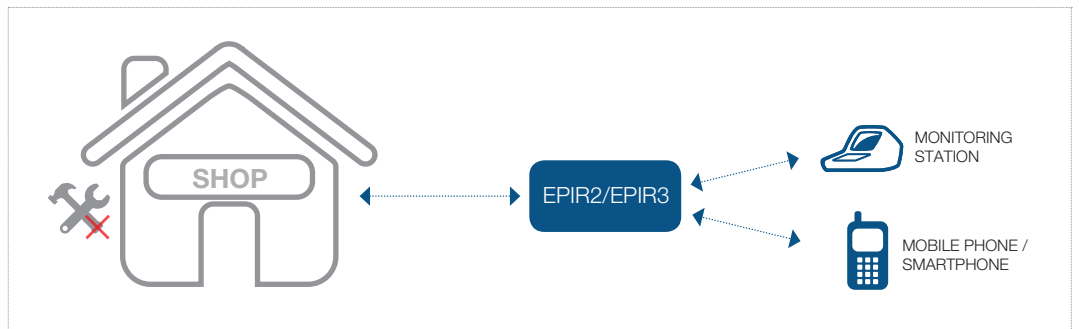 SHOP
EPIR2/EPIR3
MONITORING
STATION
MOBILE PHONE /
SMARTPHONE